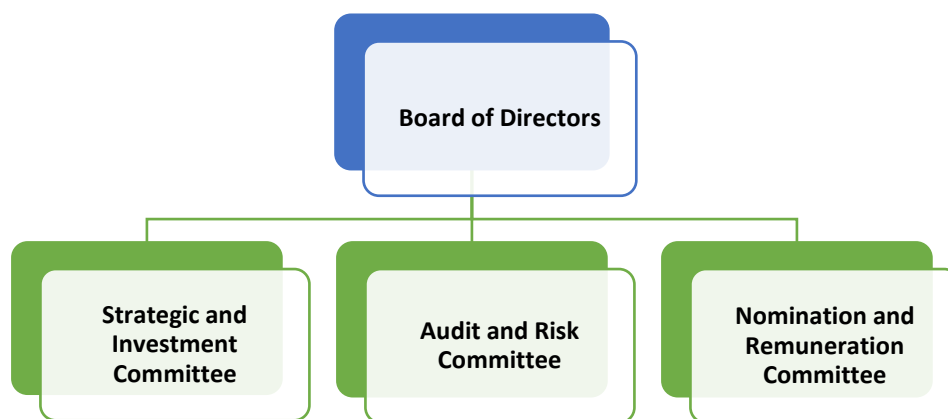 Board of Directors
Strategic and
Investment
Committee
Audit and Risk
Committee
Nomination and
Remuneration
Committee